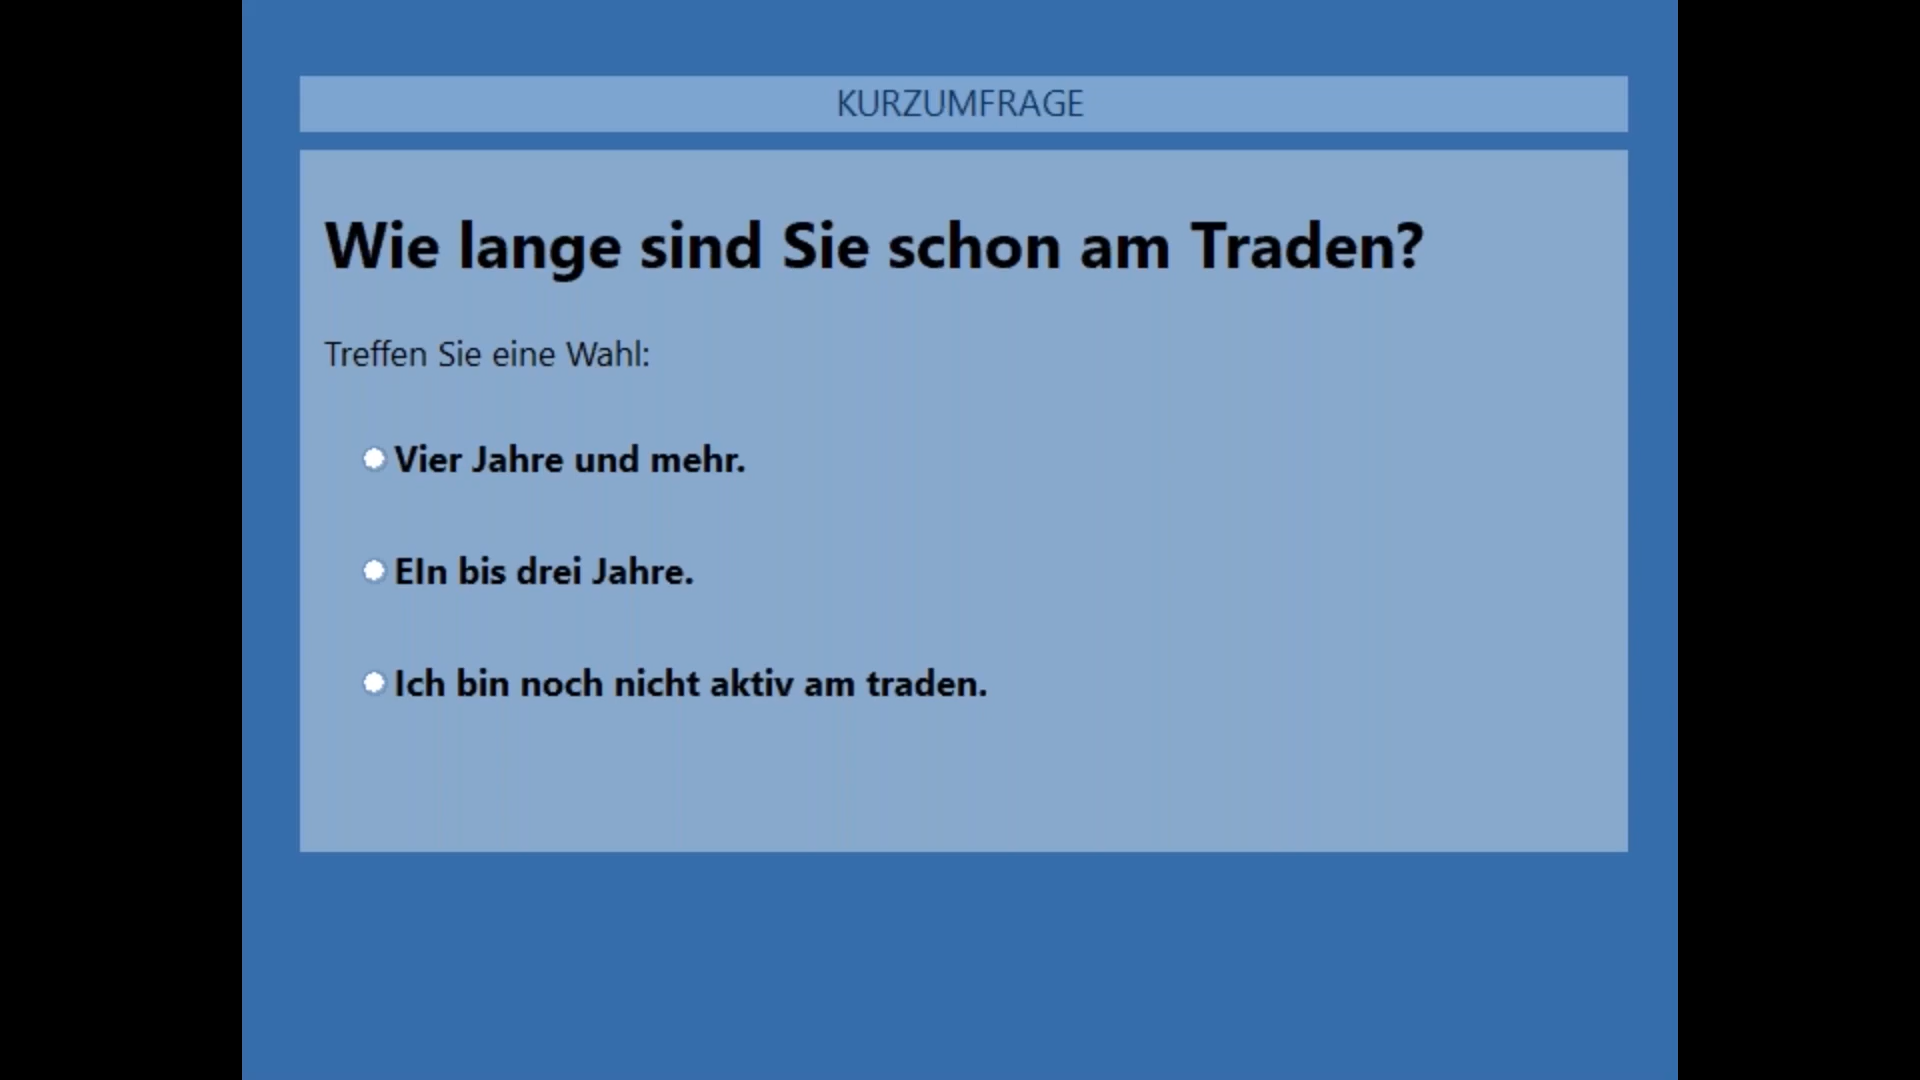 KURZUMFRAGE
Wie lange sind Sie schon am Traden?
Treffen Sie eine Wahl:
Vier Jahre und mehr.
EIn bis drei Jahre.
Ich bin noch nicht aktiv am traden.